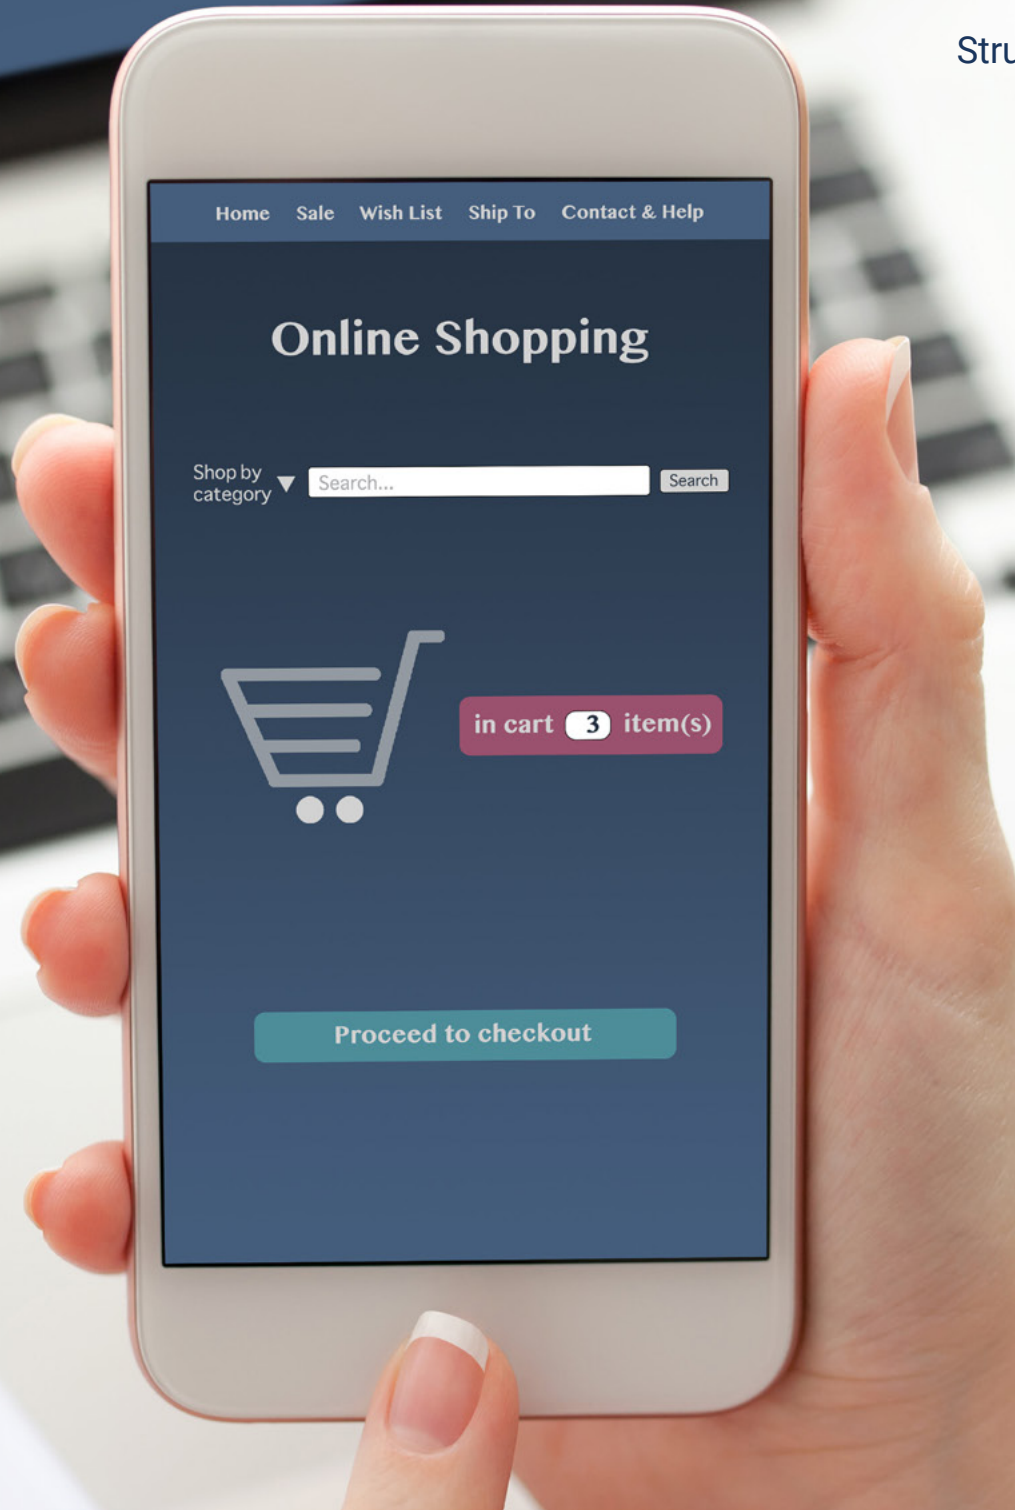 Stru
Home Sale Wish List Ship To Contact & Help
Online Shopping
Shop by
category Search... Search
in cart 3 item(s)
Proceed to checkout